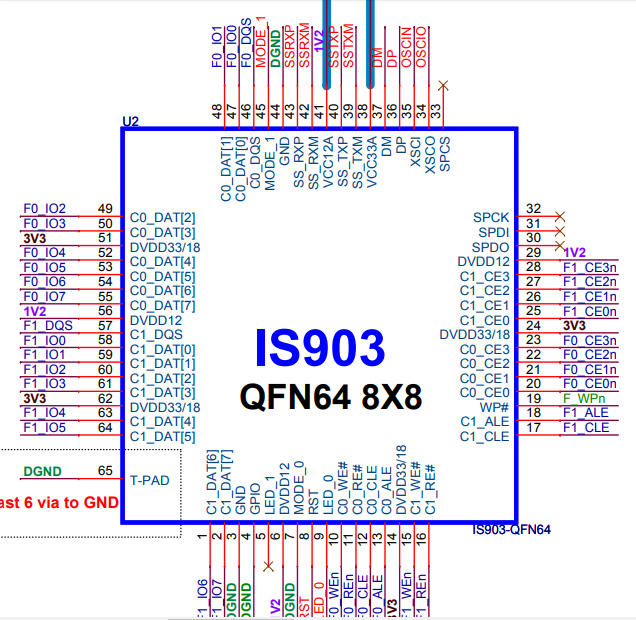 F0_IO1
F0_IO0
F0_DQS
MODE_1
DGND
SSRXP
SSRXM
1V2
SSTXP
SSTXM
DM
DP
OSCIN
OSCIO
48
47
46
45
44
43
42
41
40
39
38
37
36
35
34
33
U2
C0_DAT[1]
C0_DAT[0]
C0_DQS
MODE_1
GND
SS_RXP
SS_RXM
VCC12A
SS_TXP
SS_TXM
VCC33A
DM
DP
XSCI
XSCO
SPCS
F0_IO2 49 C0_DAT[2]
F0_IO3 50 C0_DAT[3]
3V3 51 DVDD33/18
F0_IO4 52 C0_DAT[4]
F0_IO5 53 C0_DAT[5]
F0_IO6 54 C0_DAT[6]
F0_IO7 55 C0_DAT[7]
1V2 56 DVDD12
F1_DQS 57 C1_DQS
F1_IO0 58 C1_DAT[0]
F1_IO1 59 C1_DAT[1]
F1_IO2 60 C1_DAT[2]
F1_IO3 61 C1_DAT[3]
3V3 62 DVDD33/18
F1_IO4 63 C1_DAT[4]
F1_IO5 64 C1_DAT[5]
SPCK 32
SPDI 31
SPDO 30
DVDD12 29 1V2
C1_CE3 28 F1_CE3n
C1_CE2 27 F1_CE2n
C1_CE1 26 F1_CE1n
C1_CE0 25 F1_CE0n
DVDD33/18 24 3V3
C0_CE3 23 F0_CE3n
C0_CE2 22 F0_CE2n
C0_CE1 21 F0_CE1n
C0_CE0 20 F0_CE0n
WP# 19 F_WPn
C1_ALE 18 F1_ALE
C1_CLE 17 F1_CLE
IS903
QFN64 8X8
DGND 65 T-PAD
ast 6 via to GND
C1_DAT[6]
C1_DAT[7]
GND
GPIO
LED_1
DVDD12
MODE_0
RST
LED_0
C0_WE#
C0_RE#
C0_CLE
C0_ALE
DVDD33/18
C1_WE#
C1_RE#
IS903-QFN64
1
2
3
4
5
6
7
8
9
10
11
12
13
14
15
16
F1_IO6
F1_IO7
DGND
DGND
V2
DGND
RST
ED_0
F0_WEn
F0_REn
F0_CLE
F0_ALE
V3
F1_WEn
F1_REn